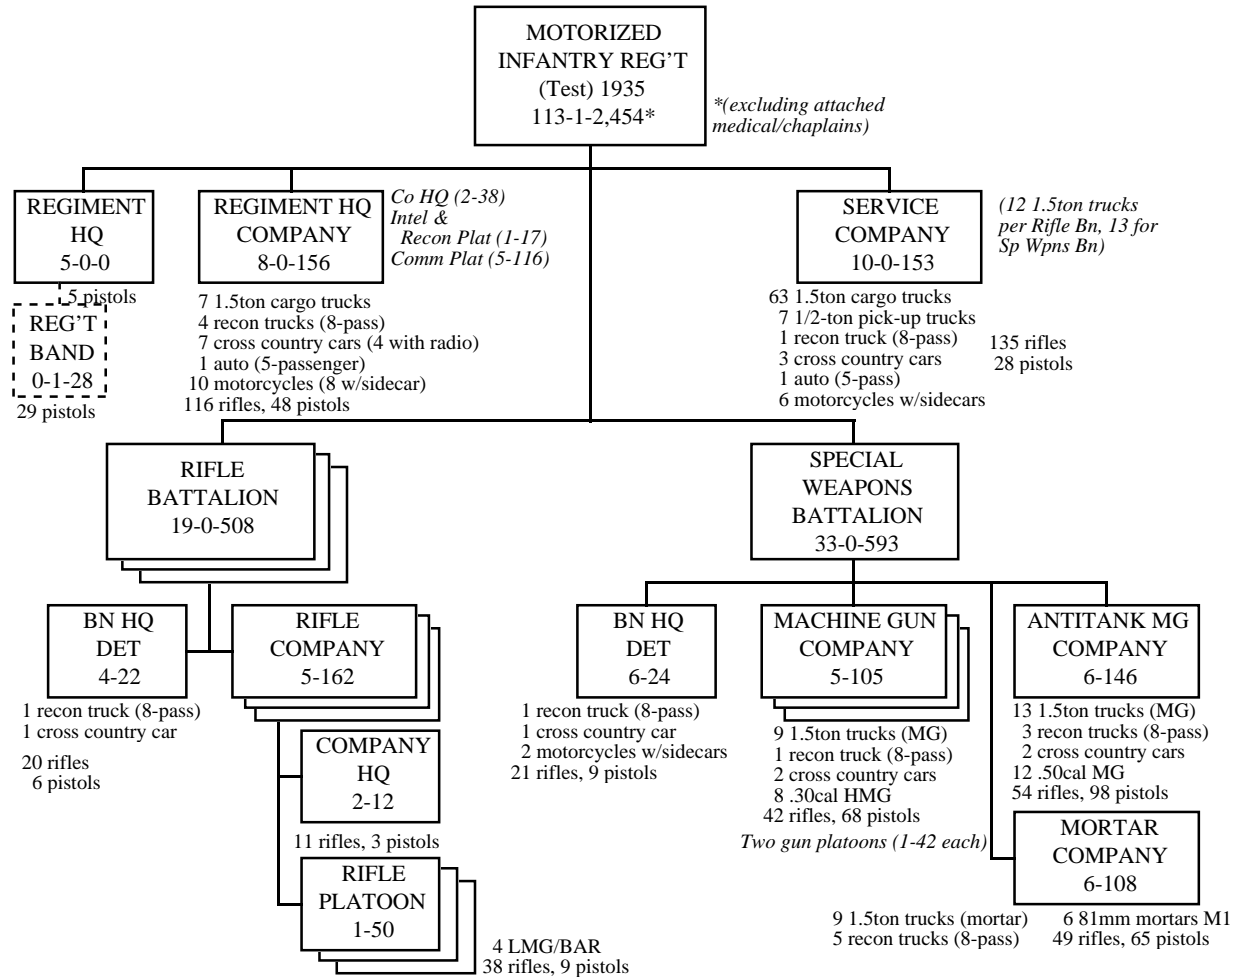 MOTORIZED
INFANTRY REG'T
(Test) 1935
113-1-2,454*
*(excluding attached
medical/chaplains)
REGIMENT
HQ
5-0-0
5 pistols
REG'T
BAND
0-1-28
29 pistols
REGIMENT HQ
COMPANY
8-0-156
Co HQ (2-38)
Intel &
Recon Plat (1-17)
Comm Plat (5-116)
7 1.5ton cargo trucks
4 recon trucks (8-pass)
7 cross country cars (4 with radio)
1 auto (5-passenger)
10 motorcycles (8 w/sidecar)
116 rifles, 48 pistols
SERVICE
COMPANY
10-0-153
(12 1.5ton trucks
per Rifle Bn, 13 for
Sp Wpns Bn)
63 1.5ton cargo trucks
7 1/2-ton pick-up trucks
1 recon truck (8-pass)
3 cross country cars
1 auto (5-pass)
6 motorcycles w/sidecars
135 rifles
28 pistols
RIFLE
BATTALION
19-0-508
SPECIAL
WEAPONS
BATTALION
33-0-593
BN HQ
DET
4-22
1 recon truck (8-pass)
1 cross country car
20 rifles
6 pistols
RIFLE
COMPANY
5-162
COMPANY
HQ
2-12
11 rifles, 3 pistols
RIFLE
PLATOON
1-50
4 LMG/BAR
38 rifles, 9 pistols
BN HQ
DET
6-24
1 recon truck (8-pass)
1 cross country car
2 motorcycles w/sidecars
21 rifles, 9 pistols
MACHINE GUN
COMPANY
5-105
9 1.5ton trucks (MG)
1 recon truck (8-pass)
2 cross country cars
8 .30cal HMG
42 rifles, 68 pistols
Two gun platoons (1-42 each)
ANTITANK MG
COMPANY
6-146
13 1.5ton trucks (MG)
3 recon trucks (8-pass)
2 cross country cars
12 .50cal MG
54 rifles, 98 pistols
MORTAR
COMPANY
6-108
9 1.5ton trucks (mortar)
5 recon trucks (8-pass)
6 81mm mortars M1
49 rifles, 65 pistols